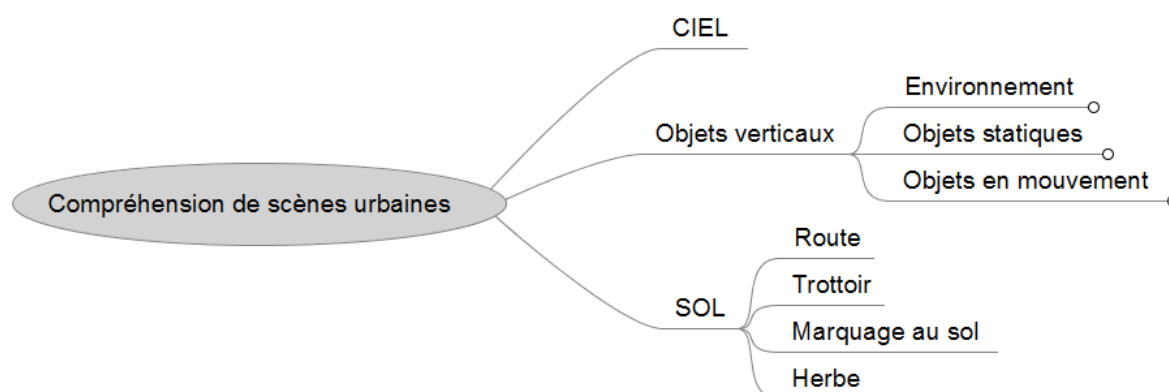 CIEL
Environnement
Objets verticaux
Objets statiques
Objets en mouvement
Compréhension de scènes urbaines
Route
Trottoir
SOL
Marquage au sol
Herbe